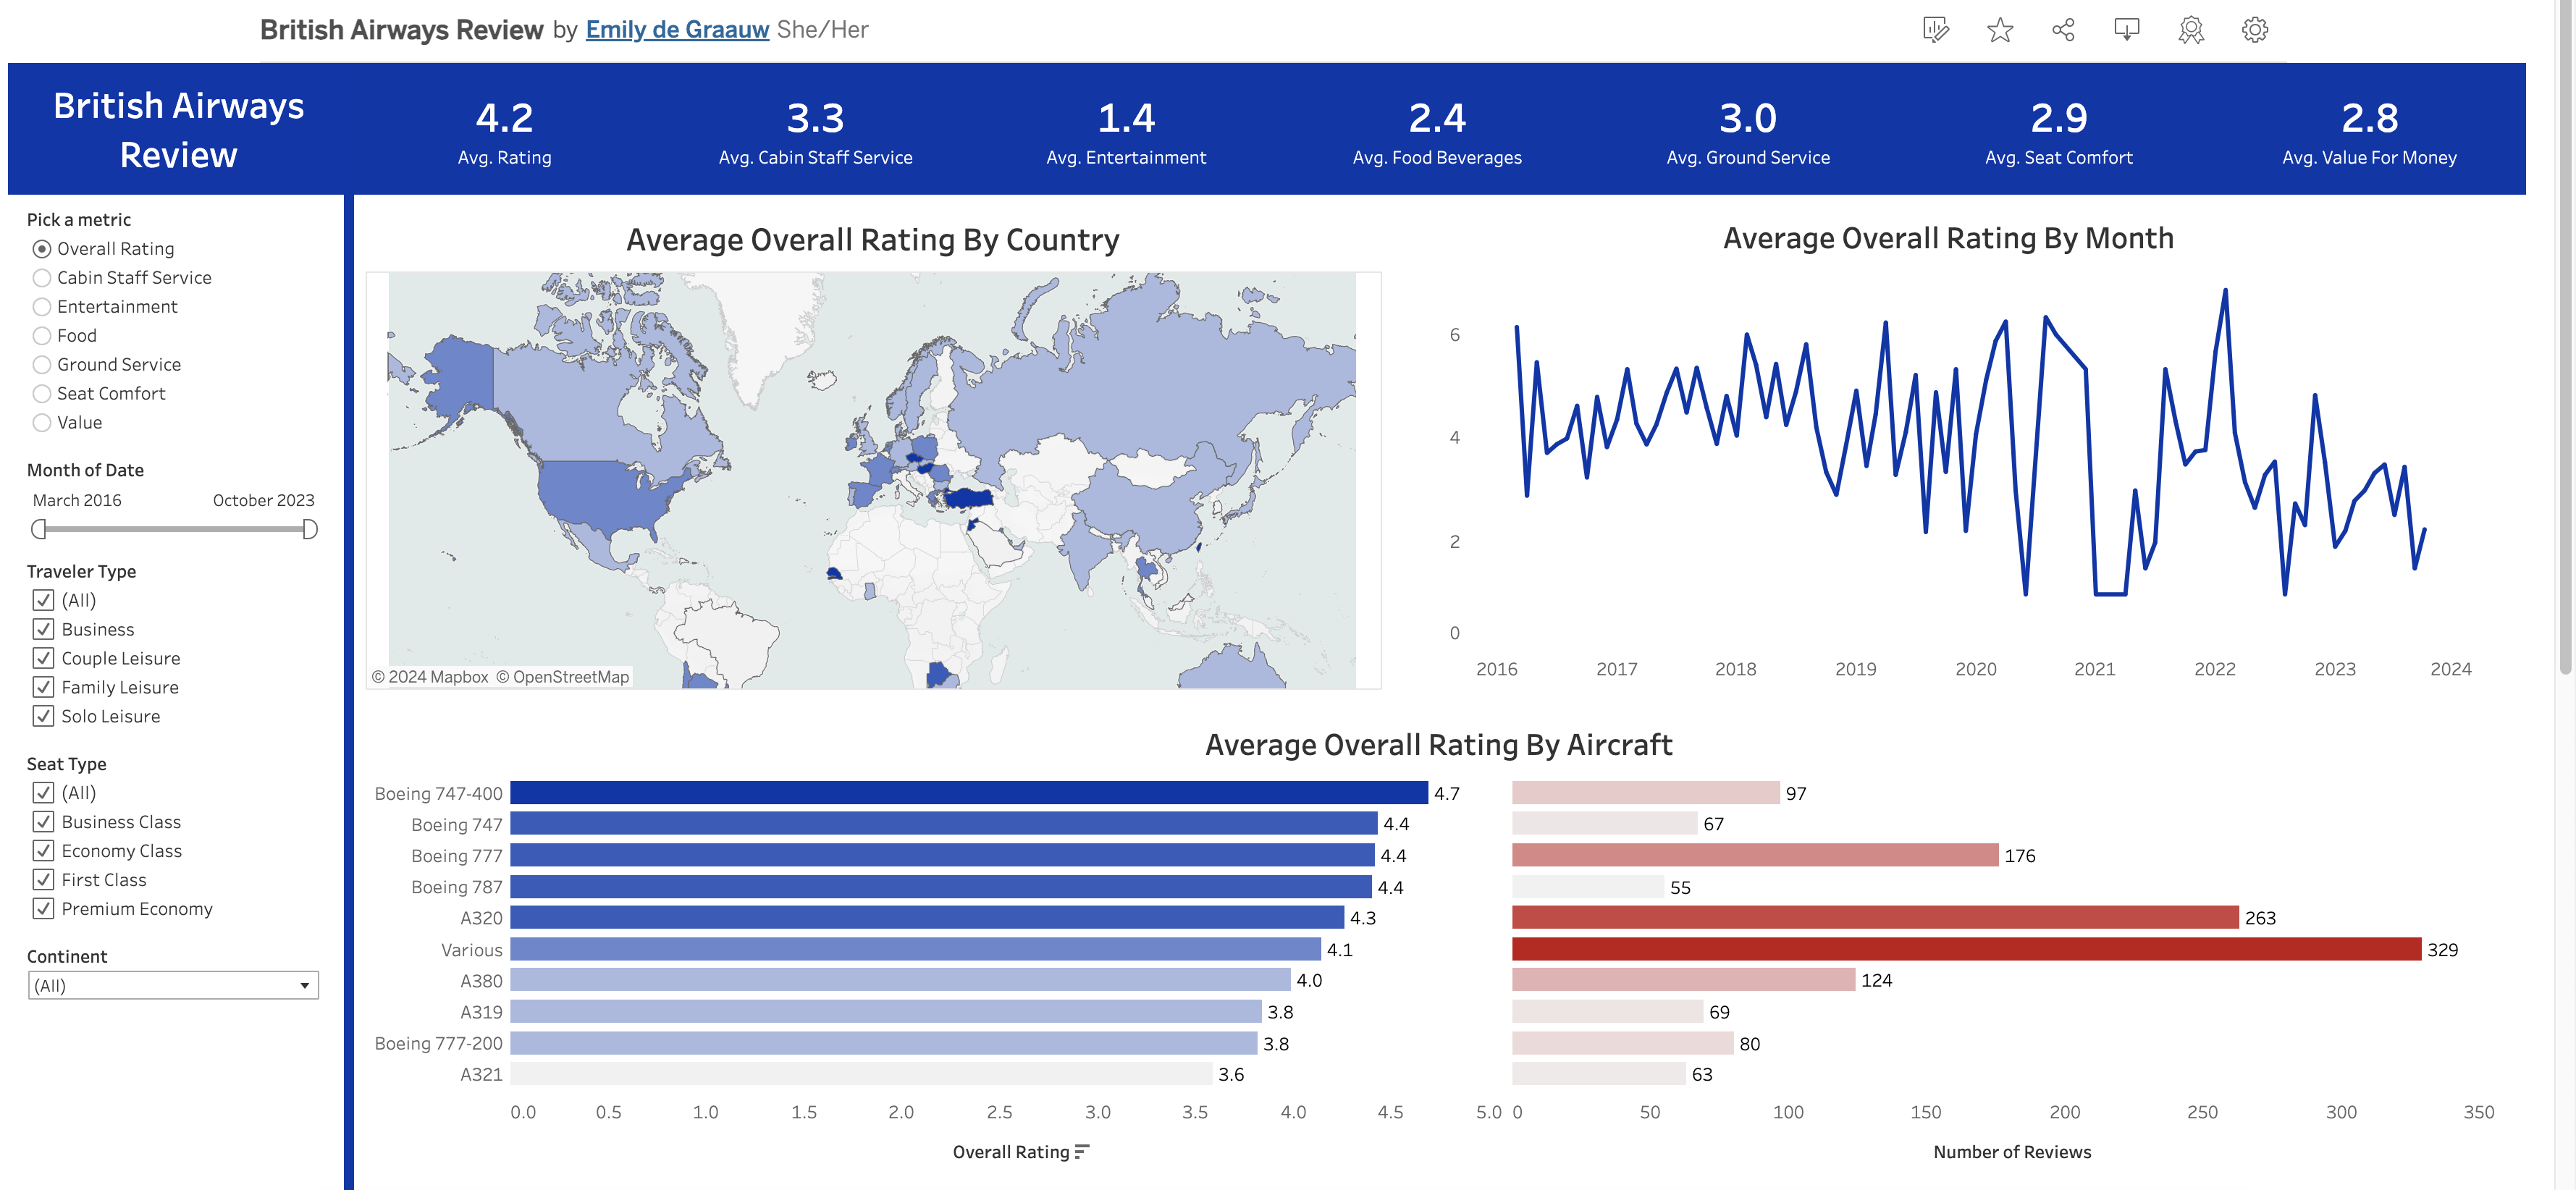 British Airways Review by Emily de Graauw She/Her
British Airways
Review
4.2
Avg. Rating
3.3
Avg. Cabin Staff Service
1.4
Avg. Entertainment
2.4
Avg. Food Beverages
3.0
Avg. Ground Service
2.9
Avg. Seat Comfort
2.8
Avg. Value For Money
Pick a metric
Overall Rating
Cabin Staff Service
Entertainment
Food
Ground Service
Seat Comfort
Value
Month of Date
March 2016 October 2023
Traveler Type
(All)
Business
Couple Leisure
Family Leisure
Solo Leisure
Seat Type
(All)
Business Class
Economy Class
First Class
Premium Economy
Continent
(All)
Average Overall Rating By Country
© 2024 Mapbox © OpenStreetMap
Average Overall Rating By Month
6
4
2
0
2016 2017 2018 2019 2020 2021 2022 2023 2024
Average Overall Rating By Aircraft
Boeing 747-400 4.7 97
Boeing 747 4.4 67
Boeing 777 4.4 176
Boeing 787 4.4 55
A320 4.3 263
Various 4.1 329
A380 4.0 124
A319 3.8 69
Boeing 777-200 3.8 80
A321 3.6 63
0.0 0.5 1.0 1.5 2.0 2.5 3.0 3.5 4.0 4.5 5.0 0 50 100 150 200 250 300 350
Overall Rating Number of Reviews